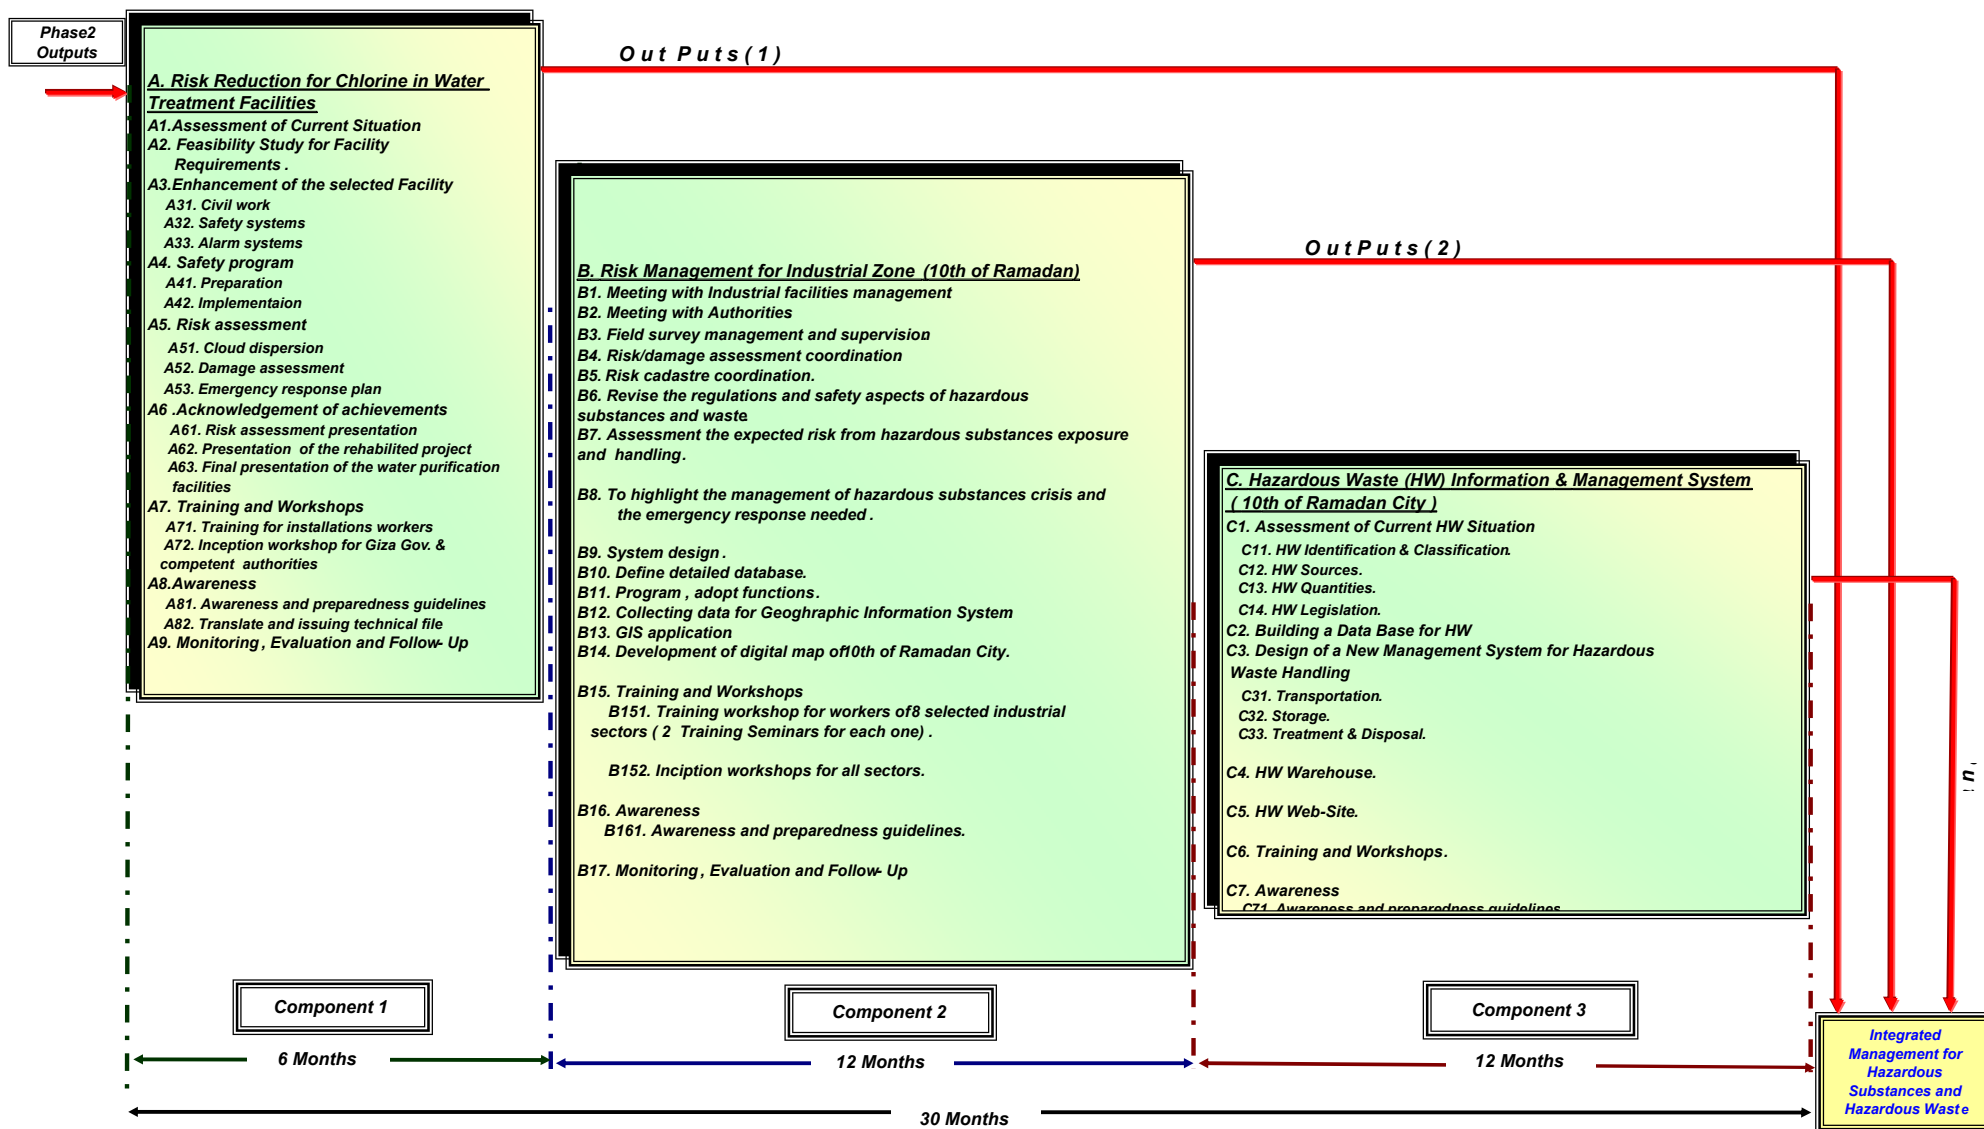 Phase2
Outputs
Out Puts(1)
A. Risk Reduction for Chlorine in Water
Treatment Facilities
A1.Assessment of Current Situation
A2. Feasibility Study for Facility
Requirements.
A3.Enhancement of the selected Facility
A31. Civil work
A32. Safety systems
A33. Alarm systems
A4. Safety program
A41. Preparation
A42. Implementaion
A5. Risk assessment
A51. Cloud dispersion
A52. Damage assessment
A53. Emergency response plan
A6 .Acknowledgement of achievements
A61. Risk assessment presentation
A62. Presentation of the rehabilited project
A63. Final presentation of the water purification
facilities
A7. Training and Workshops
A71. Training for installations workers
A72. Inception workshop for Giza Gov. &
competent authorities
A8.Awareness
A81. Awareness and preparedness guidelines
A82. Translate and issuing technical file
A9. Monitoring, Evaluation and Follow- Up
OutPuts(2)
B. Risk Management for Industrial Zone (10th of Ramadan)
B1. Meeting with Industrial facilities management
B2. Meeting with Authorities
B3. Field survey management and supervision
B4. Risk/damage assessment coordination
B5. Risk cadastre coordination.
B6. Revise the regulations and safety aspects of hazardous
substances and waste
B7. Assessment the expected risk from hazardous substances exposure
and handling.
B8. To highlight the management of hazardous substances crisis and
the emergency response needed.
B9. System design.
B10. Define detailed database.
B11. Program, adopt functions.
B12. Collecting data for Geoghraphic Information System
B13. GIS application
B14. Development of digital map of10th of Ramadan City.
B15. Training and Workshops
B151. Training workshop for workers of8 selected industrial
sectors ( 2 Training Seminars for each one).
B152. Inciption workshops for all sectors.
B16. Awareness
B161. Awareness and preparedness guidelines.
B17. Monitoring, Evaluation and Follow- Up
C. Hazardous Waste (HW) Information & Management System
( 10th of Ramadan City )
C1. Assessment of Current HW Situation
C11. HW Identification & Classification.
C12. HW Sources.
C13. HW Quantities.
C14. HW Legislation.
C2. Building a Data Base for HW
C3. Design of a New Management System for Hazardous
Waste Handling
C31. Transportation.
C32. Storage.
C33. Treatment & Disposal.
C4. HW Warehouse.
C5. HW Web-Site.
C6. Training and Workshops.
C7. Awareness
C71. Awareness and preparedness guidelines
Component 1
Component 2
Component 3
6 Months
12 Months
12 Months
30 Months
Integrated
Management for
Hazardous
Substances and
Hazardous Waste